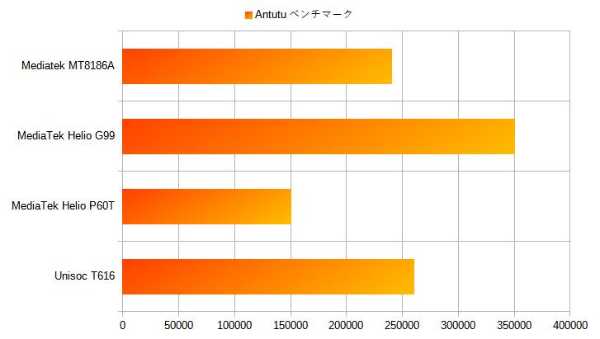 Antutu ベンチマーク
Mediatek MT8186A
MediaTek Helio G99
MediaTek Helio P60T
Unisoc T616
0 50000 100000 150000 200000 250000 300000 350000 400000